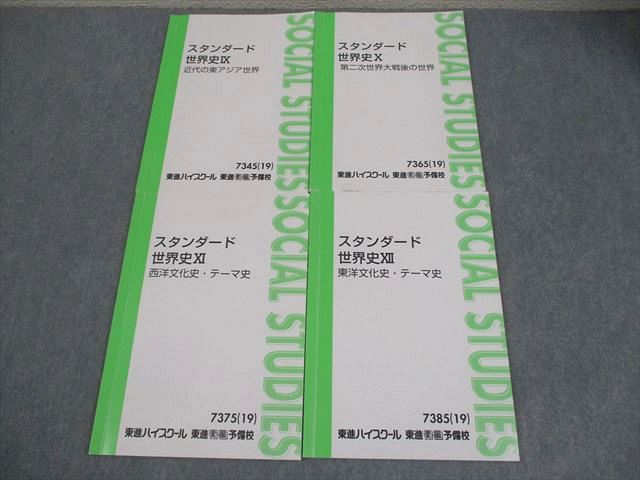 スタンダード
世界史Ⅸ
近代の東アジア世界
7345(19)
東進ハイスクール 東進衛星予備校
SOCIAL STUDIES
スタンダード
世界史Ⅹ
第二次世界大戦後の世界
7365(19)
東進ハイスクール 東進衛星予備校
SOCIAL STUDIES
スタンダード
世界史Ⅺ
西洋文化史・テーマ史
7375(19)
東進ハイスクール 東進衛星予備校
SOCIAL STUDIES
スタンダード
世界史Ⅻ
東洋文化史・テーマ史
7385(19)
東進ハイスクール 東進衛星予備校
SOCIAL STUDIES